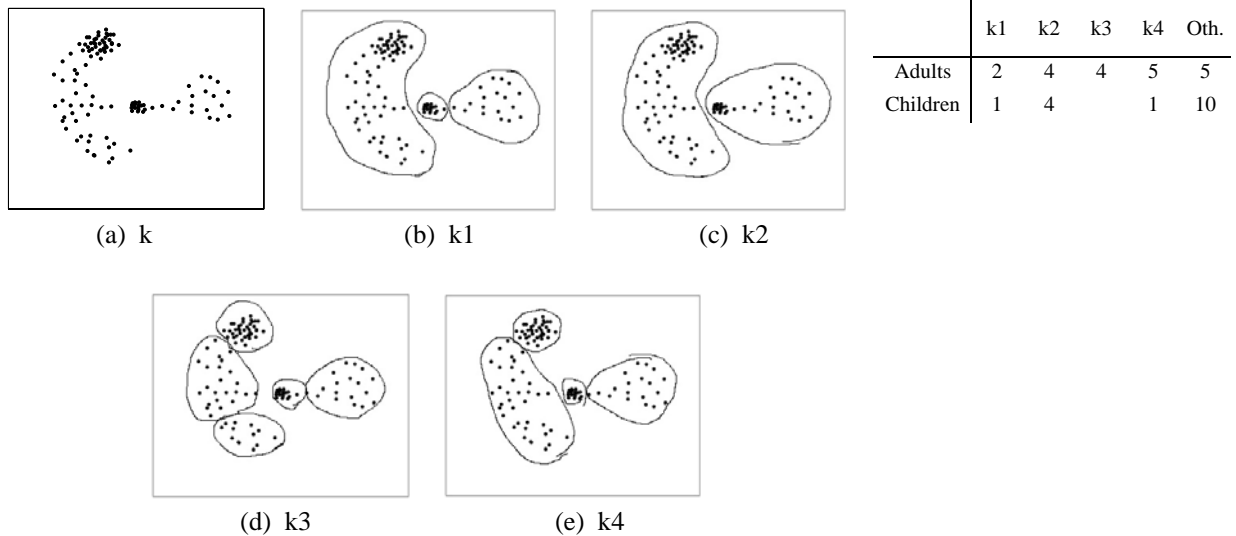 k1 k2 k3 k4 Oth.
Adults 2 4 4 5 5
Children 1 4 1 10
(a) k
(b) k1
(c) k2
(d) k3
(e) k4